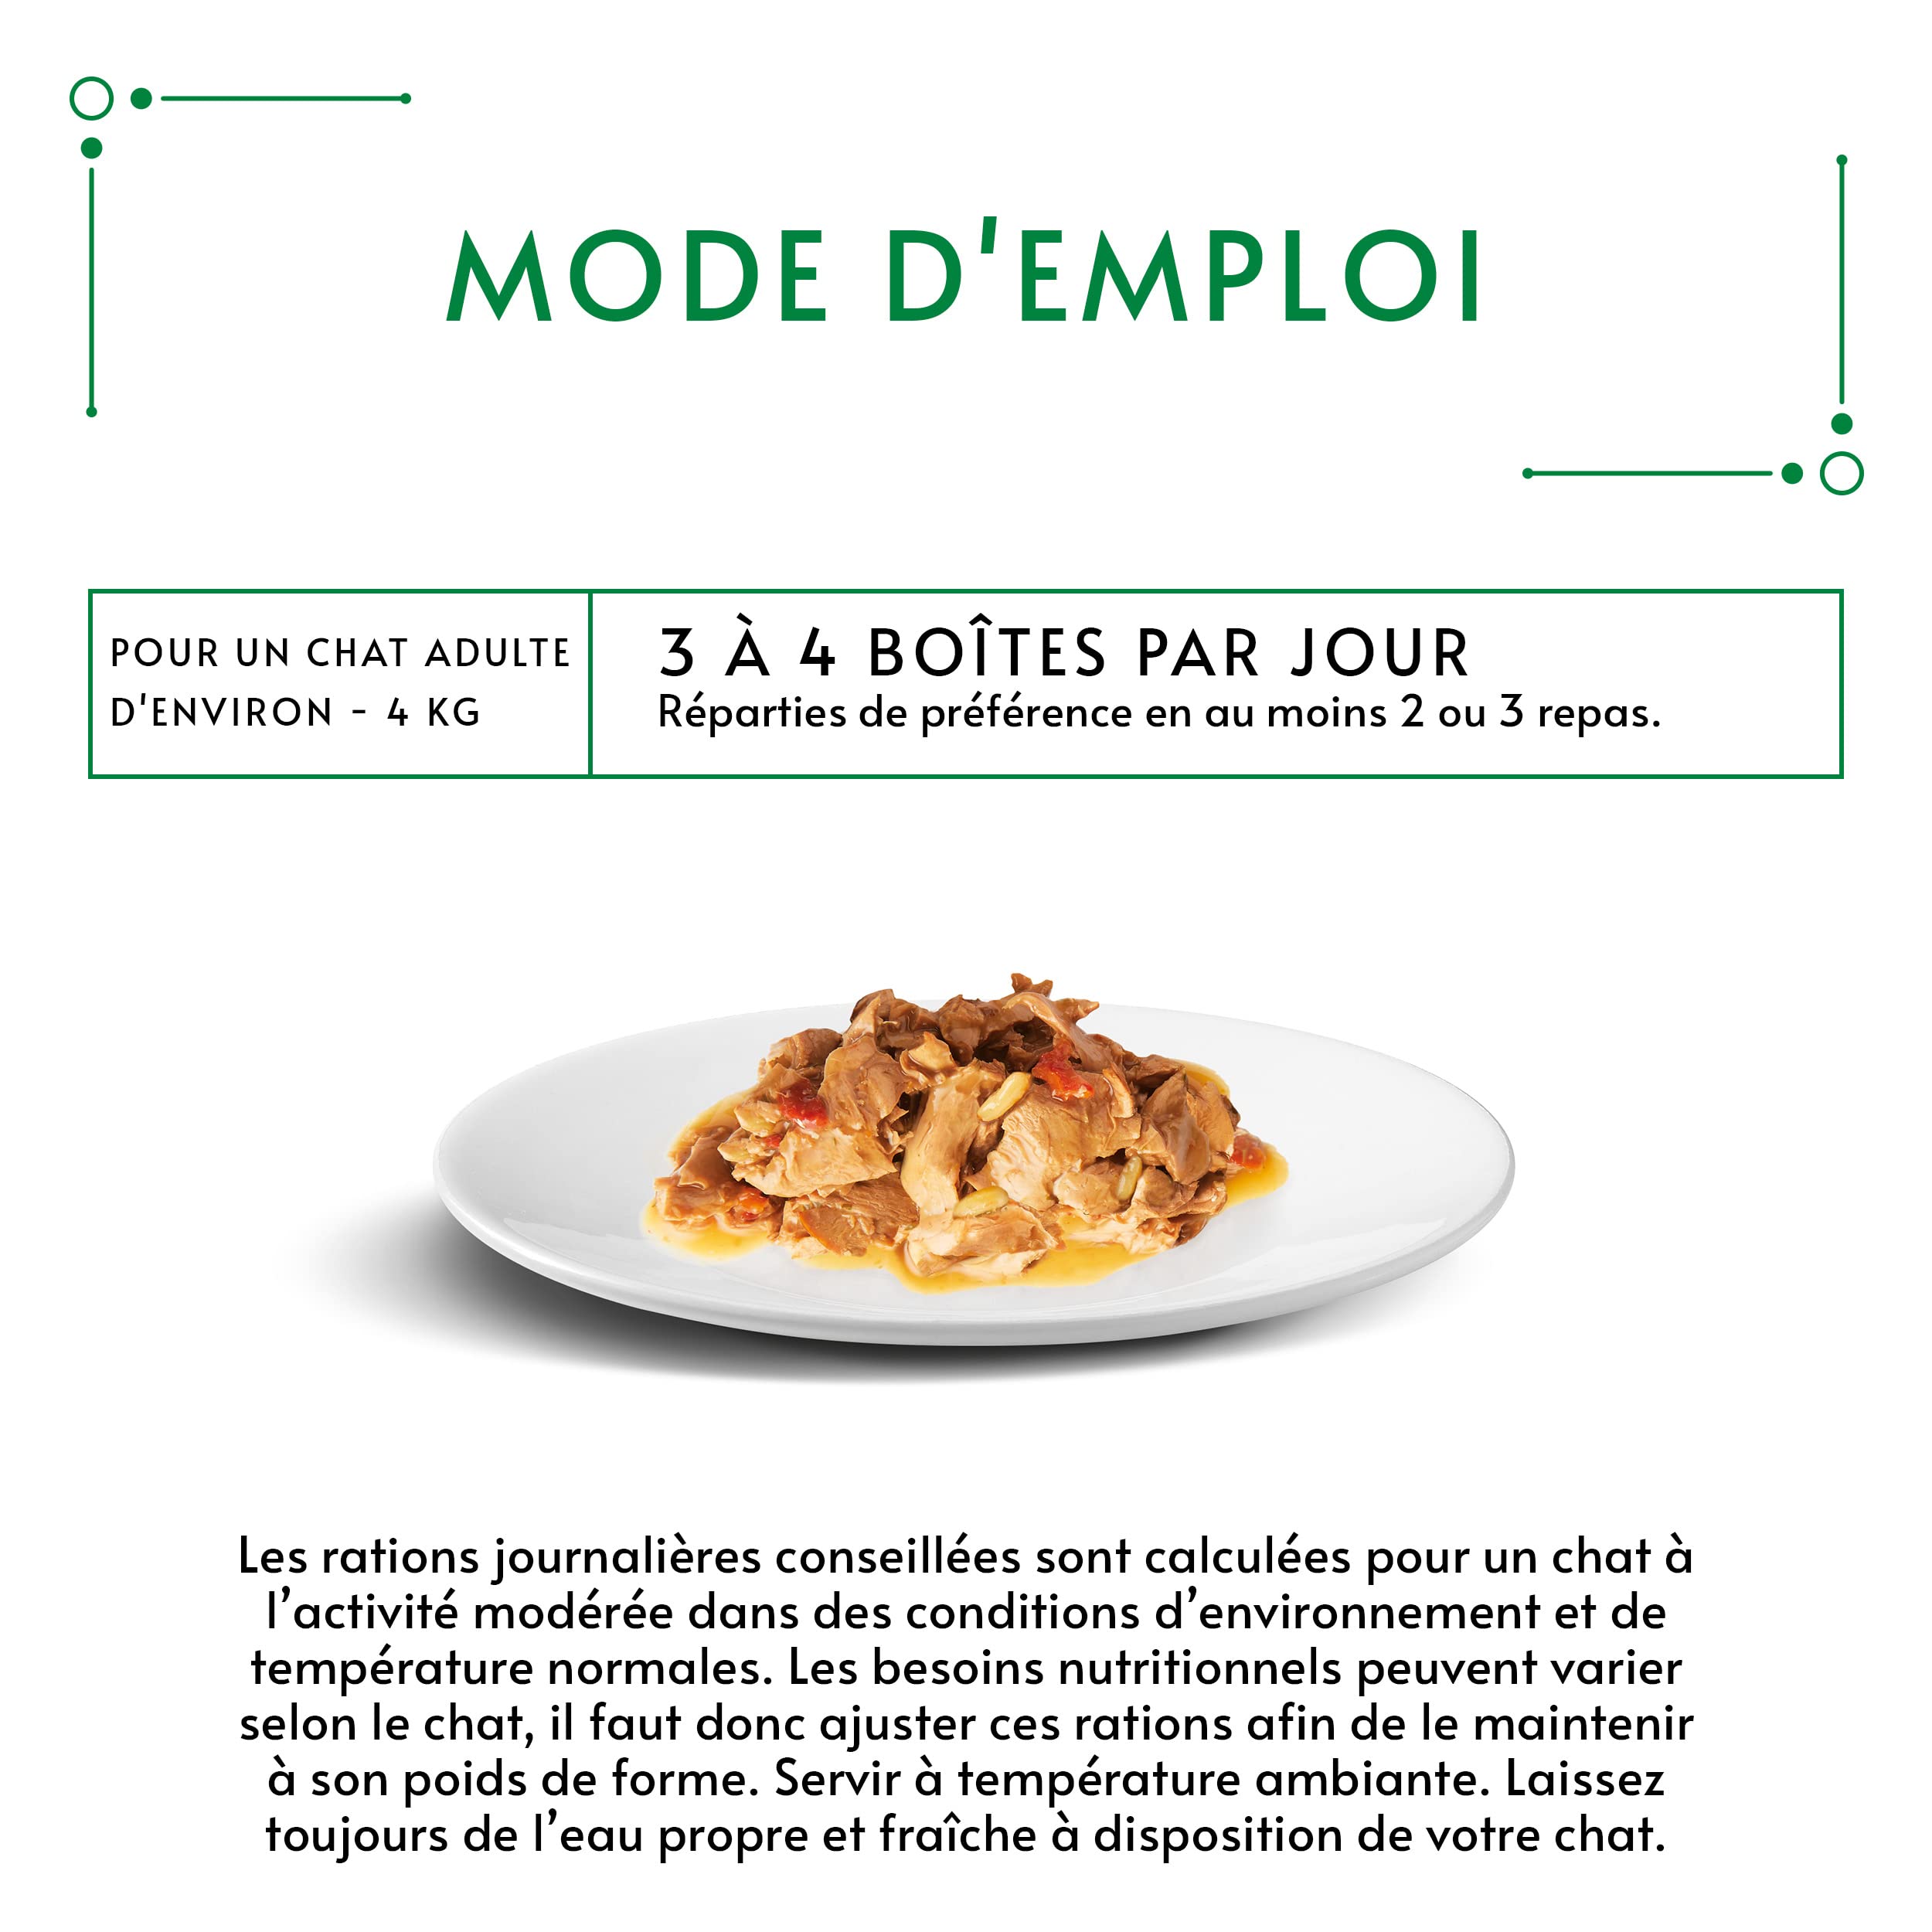 MODE D'EMPLOI
POUR UN CHAT ADULTE
D'ENVIRON - 4 KG
3 À 4 BOÎTES PAR JOUR
Réparties de préférence en au moins 2 ou 3 repas.
Les rations journalières conseillées sont calculées pour un chat à
l’activité modérée dans des conditions d’environnement et de
température normales. Les besoins nutritionnels peuvent varier
selon le chat, il faut donc ajuster ces rations afin de le maintenir
à son poids de forme. Servir à température ambiante. Laissez
toujours de l’eau propre et fraîche à disposition de votre chat.